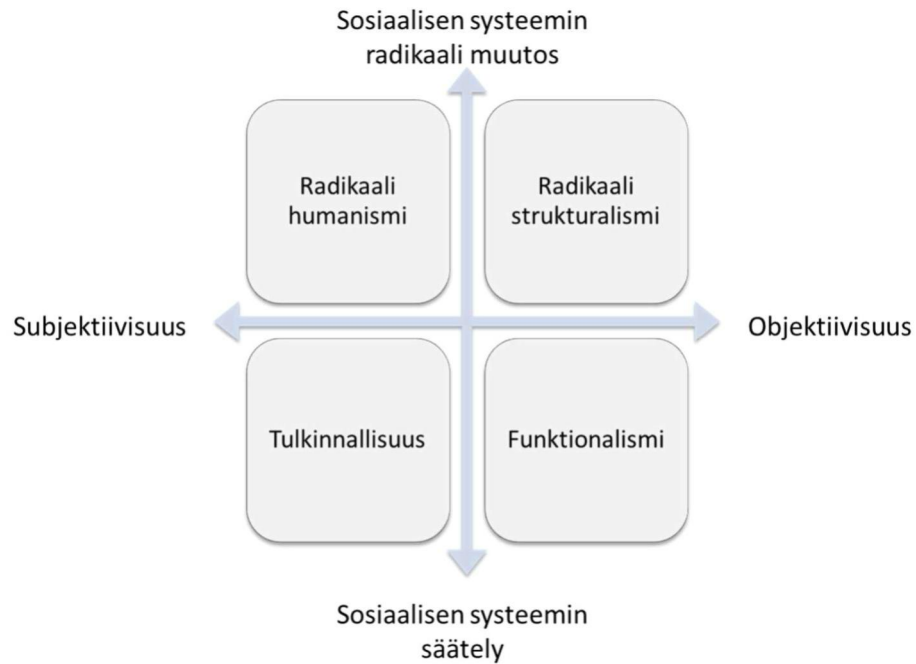 Sosiaalisen systeemin
radikaali muutos
Radikaali
humanismi
Radikaali
strukturalismi
Subjektiivisuus
Objektiivisuus
Tulkinnallisuus
Funktionalismi
Sosiaalisen systeemin
säätely